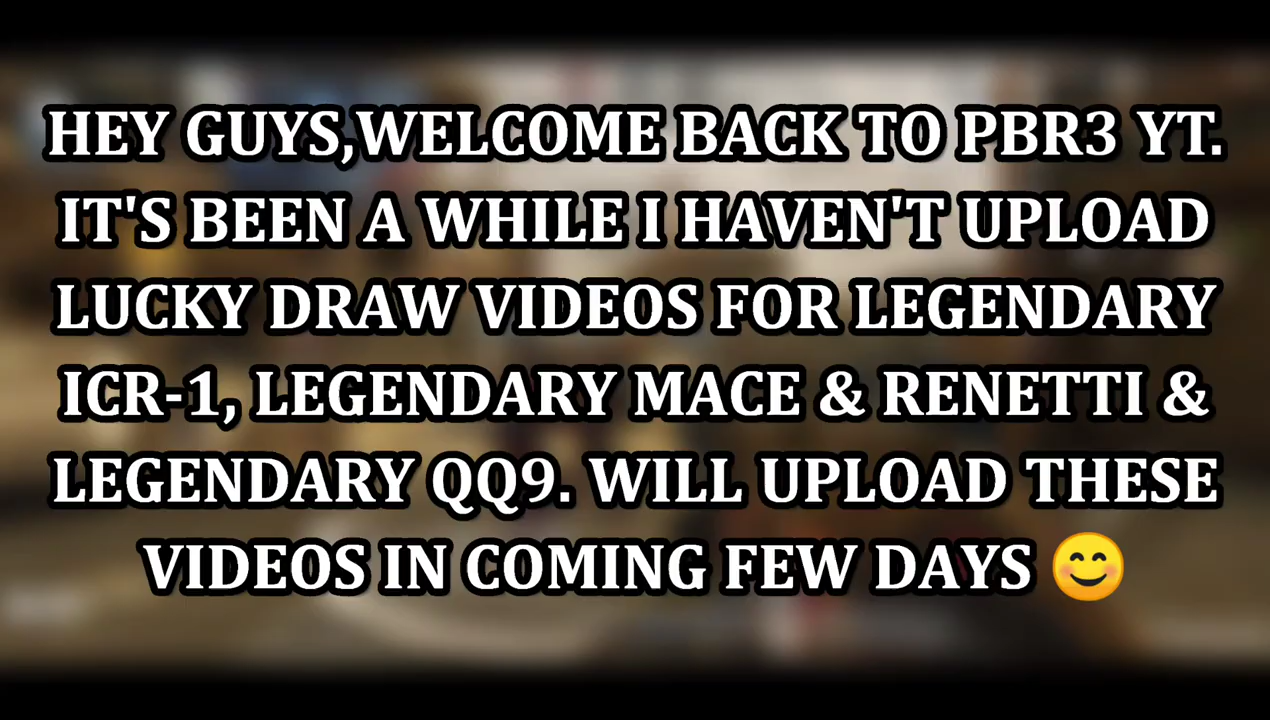 HEY GUYS,WELCOME BACK TO PBR3 YT.
IT'S BEEN A WHILE I HAVEN'T UPLOAD
LUCKY DRAW VIDEOS FOR LEGENDARY
ICR-1, LEGENDARY MACE & RENETTI &
LEGENDARY QQ9. WILL UPLOAD THESE
VIDEOS IN COMING FEW DAYS 😊